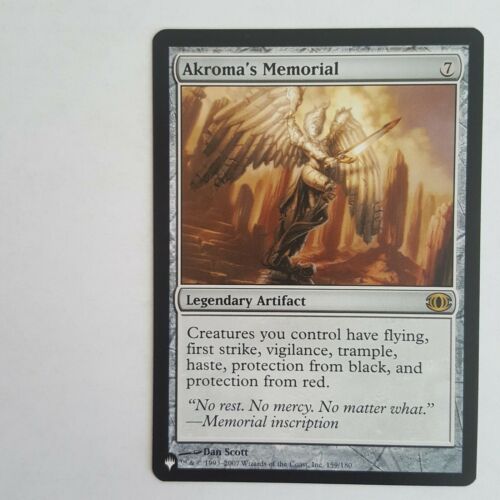 Akroma's Memorial 7
Legendary Artifact
Creatures you control have flying,
first strike, vigilance, trample,
haste, protection from black, and
protection from red.
“No rest. No mercy. No matter what.”
—Memorial inscription
Dan Scott
™ & © 1993–2007 Wizards of the Coast, Inc. 159/180